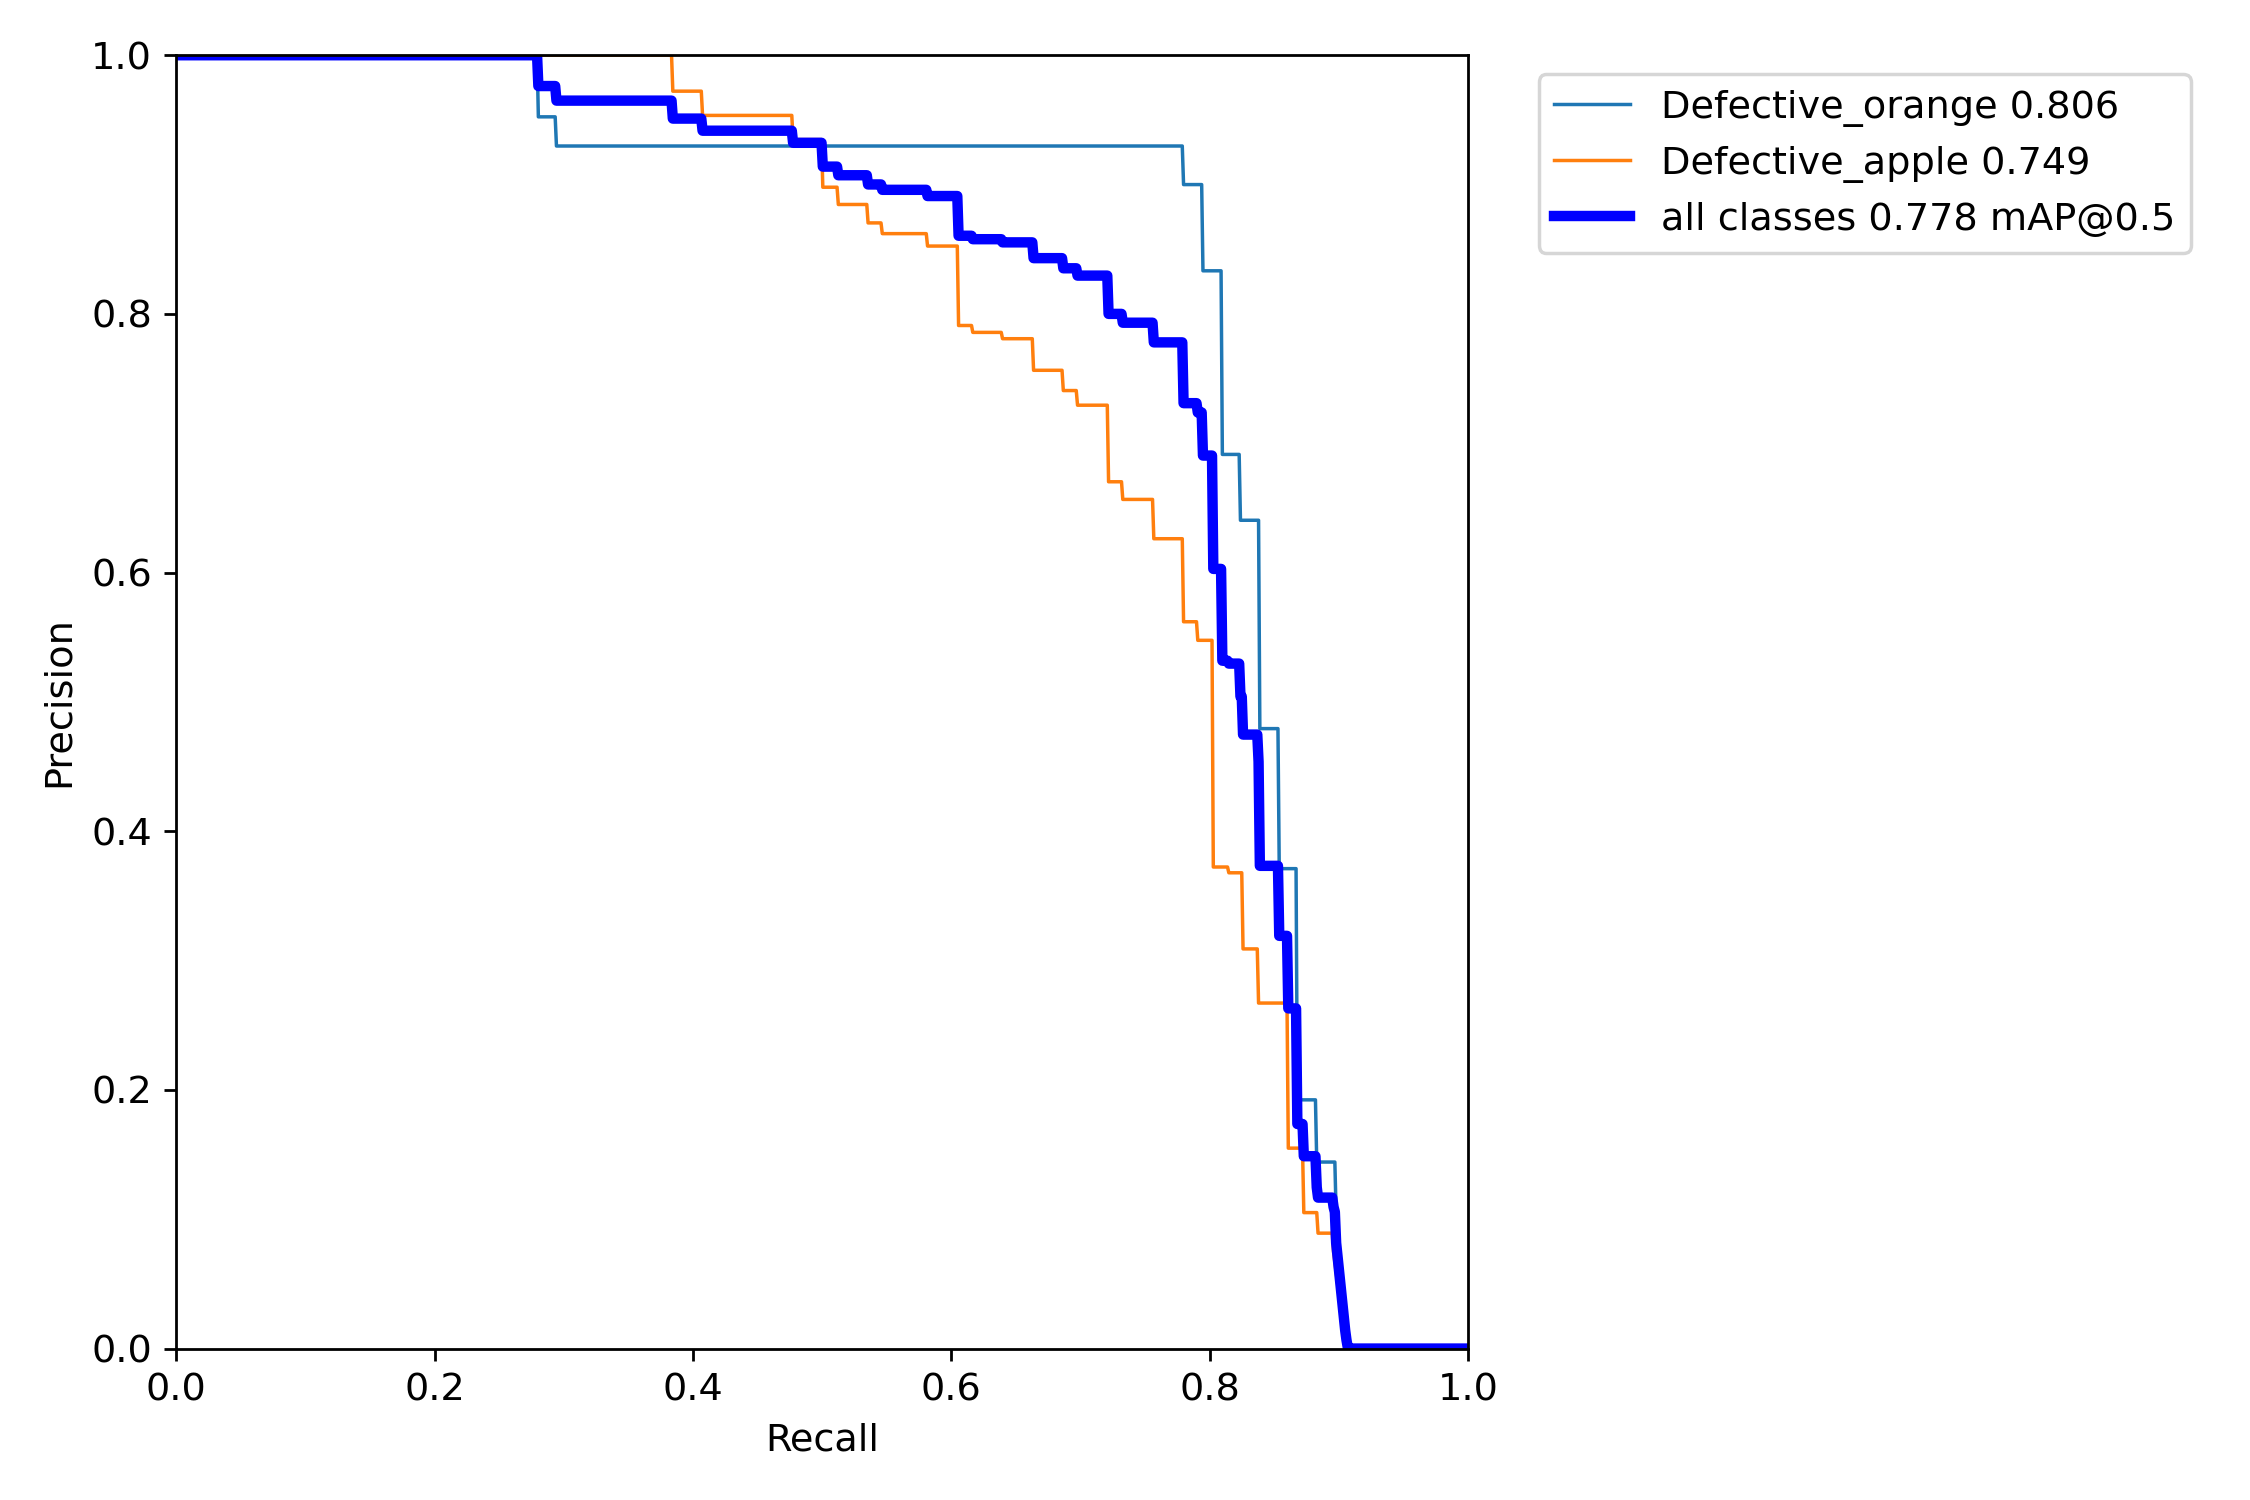 Defective_orange 0.806
Defective_apple 0.749
all classes 0.778 mAP@0.5
1.0
0.8
0.6
0.4
0.2
0.0
Precision
0.0 0.2 0.4 0.6 0.8 1.0
Recall